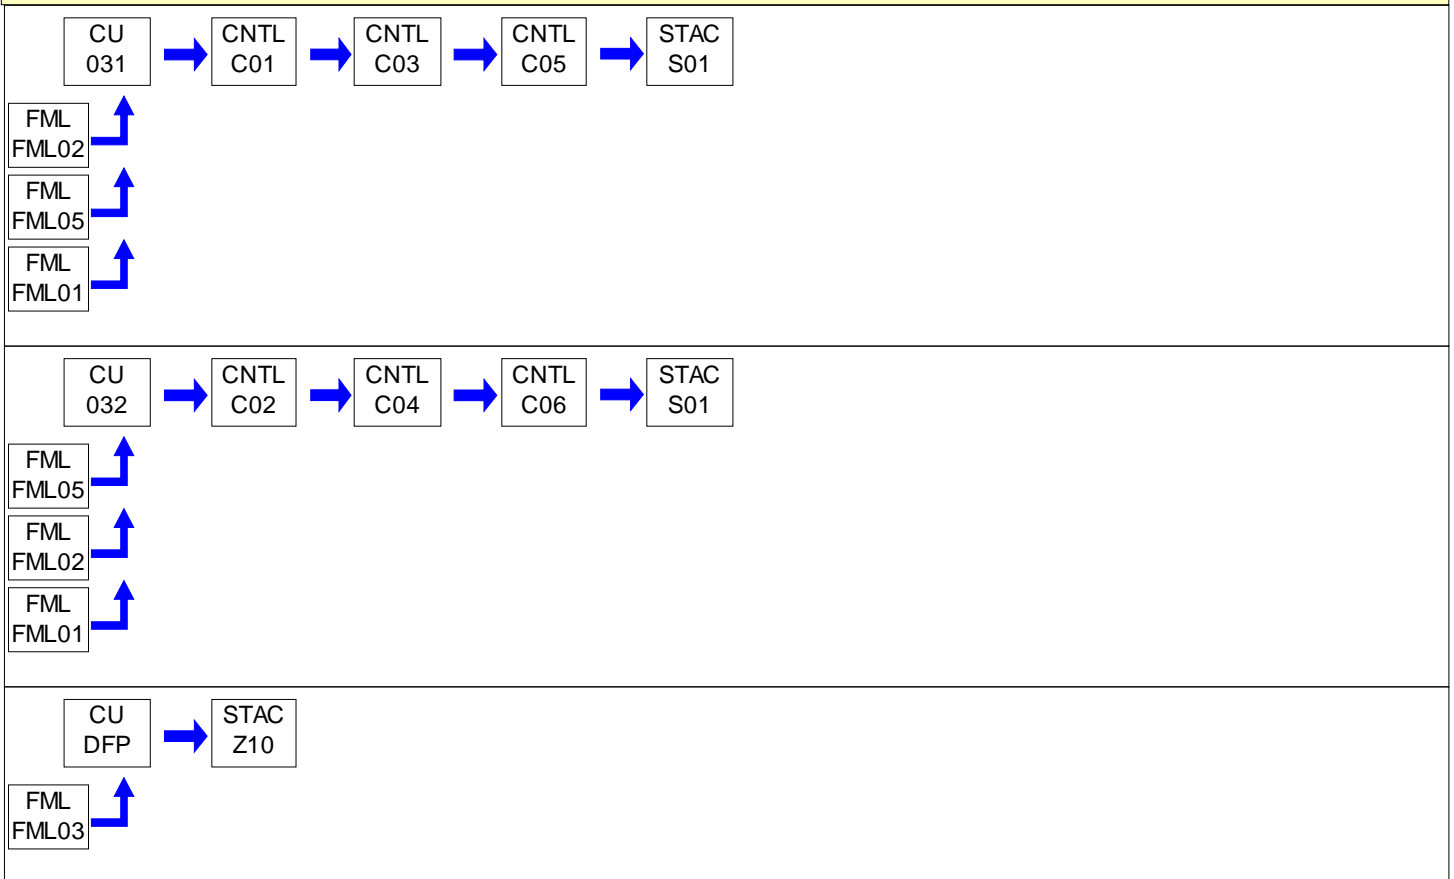 CU
031
CNTL
C01
CNTL
C03
CNTL
C05
STAC
S01
FML
FML02
FML
FML05
FML
FML01
CU
032
CNTL
C02
CNTL
C04
CNTL
C06
STAC
S01
FML
FML05
FML
FML02
FML
FML01
CU
DFP
STAC
Z10
FML
FML03